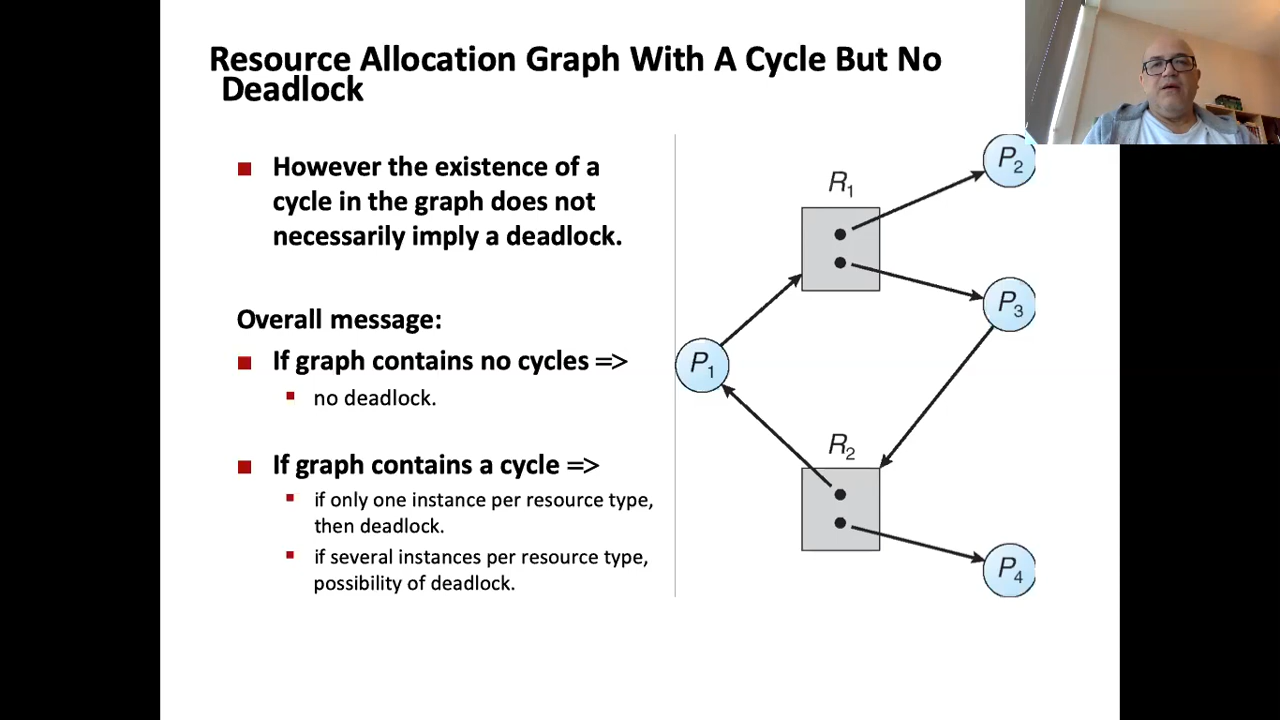 Resource Allocation Graph With A Cycle But No
Deadlock
However the existence of a
cycle in the graph does not
necessarily imply a deadlock.
Overall message:
If graph contains no cycles =>
no deadlock.
If graph contains a cycle =>
if only one instance per resource type,
then deadlock.
if several instances per resource type,
possibility of deadlock.
P2
R1
P3
P1
R2
P4